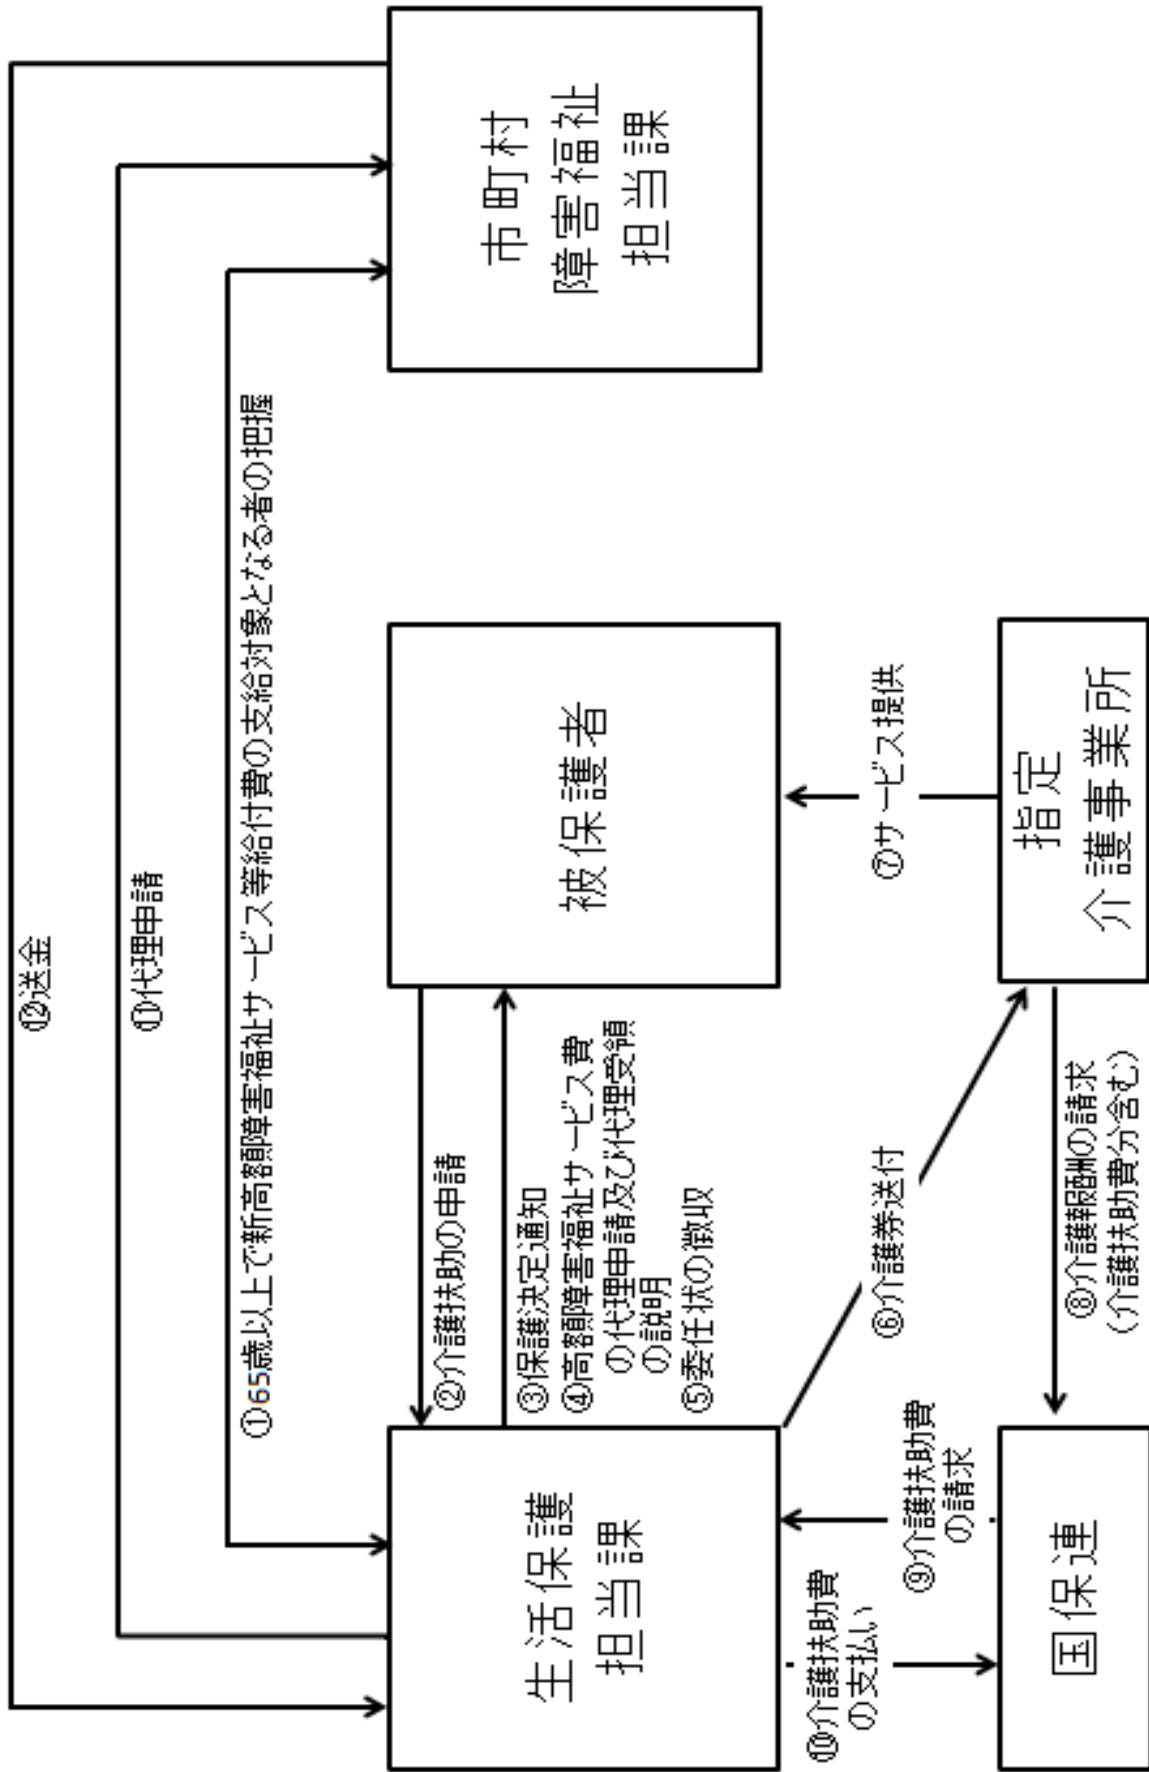 ⑫送金
⑪代理申請
①65歳以上で新高額障害福祉サービス等給付費の支給対象となる者の把握
生活保護
担当課
②介護扶助の申請
③保護決定通知
④高額障害福祉サービス費
の代理申請及び代理受領
の説明
⑤委任状の徴収
被保護者
市町村
障害福祉
担当課
⑩介護扶助費
の支払い
⑨介護扶助費
の請求
⑥介護券送付
⑦サービス提供
国保連
⑧介護報酬の請求
(介護扶助費分含む)
指定
介護事業所